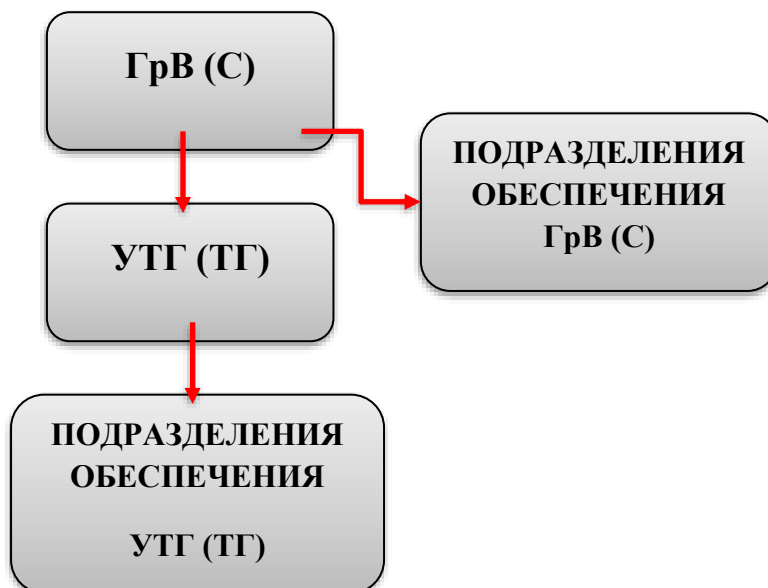 ГрВ (С)
ПОДРАЗДЕЛЕНИЯ
ОБЕСПЕЧЕНИЯ
ГрВ (С)
УТГ (ТГ)
ПОДРАЗДЕЛЕНИЯ
ОБЕСПЕЧЕНИЯ
УТГ (ТГ)